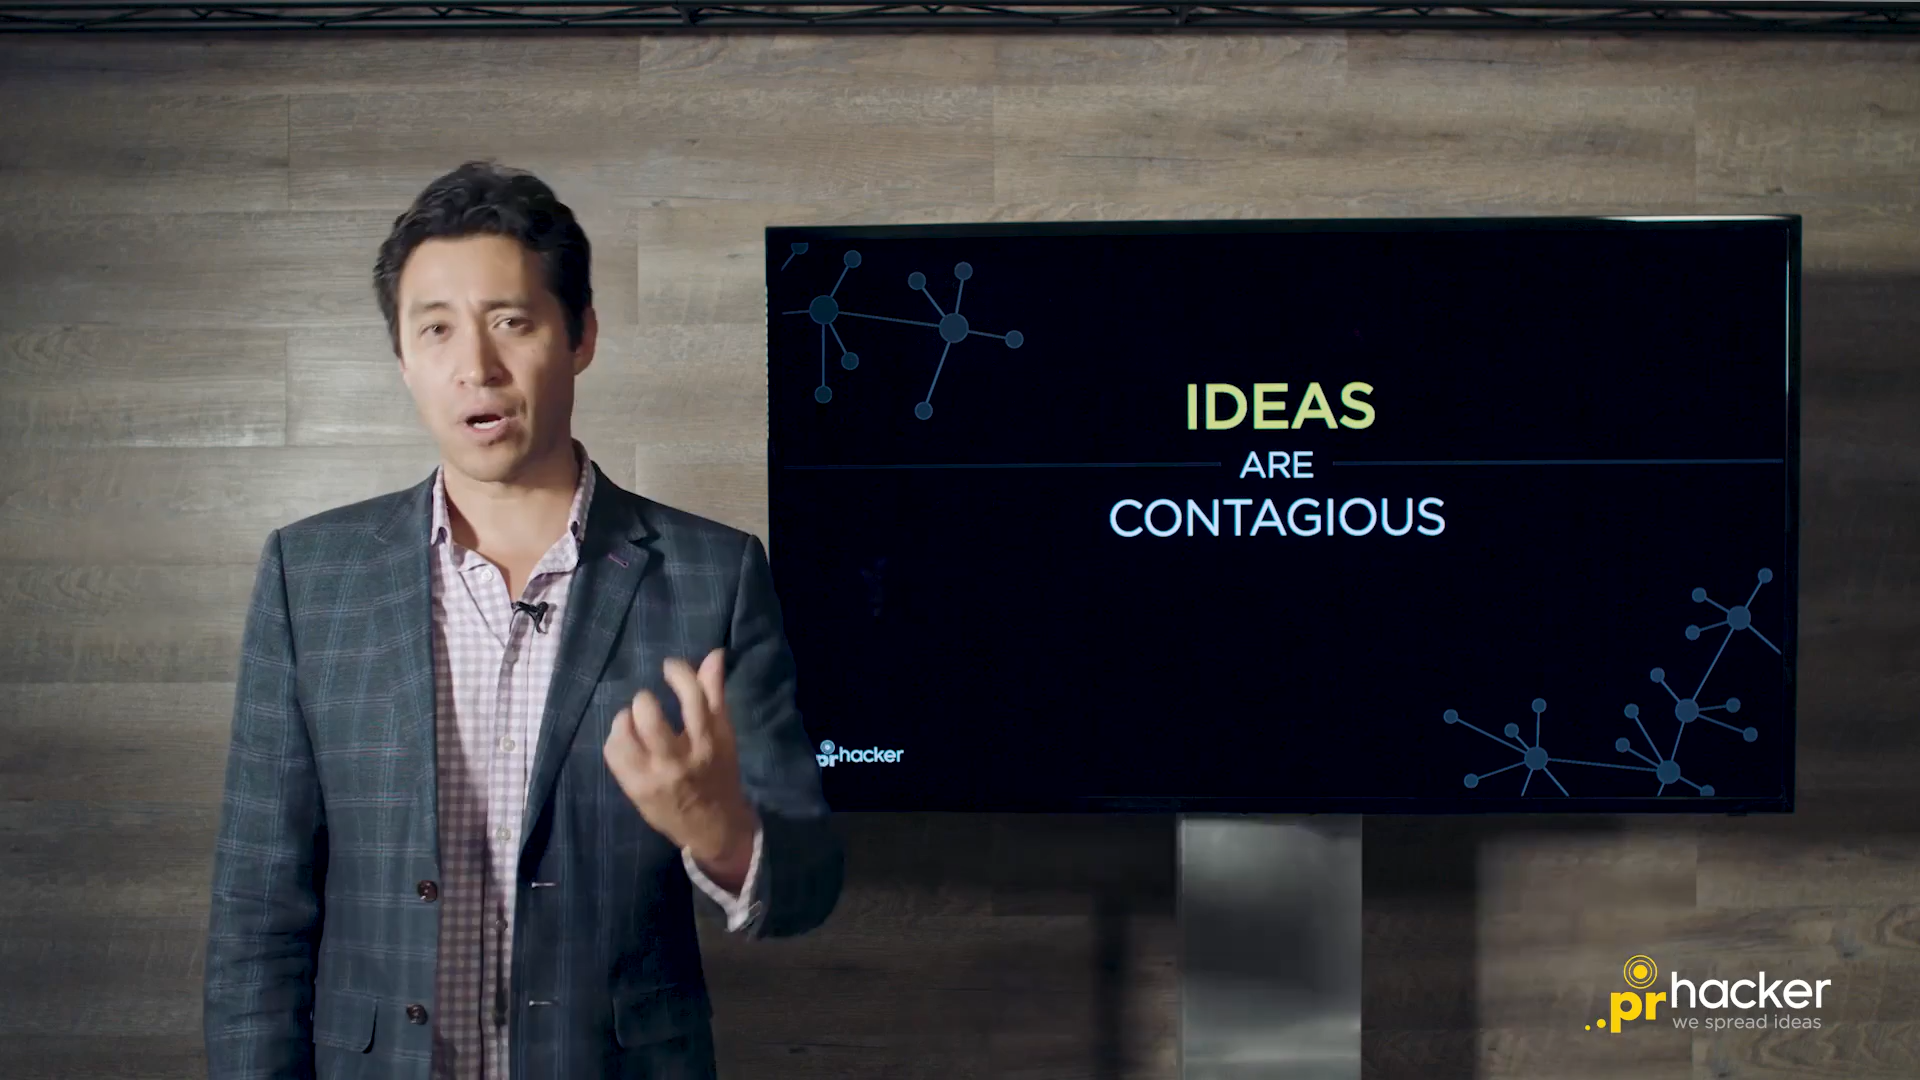 IDEAS
ARE
CONTAGIOUS
prhacker
..prhacker
we spread ideas